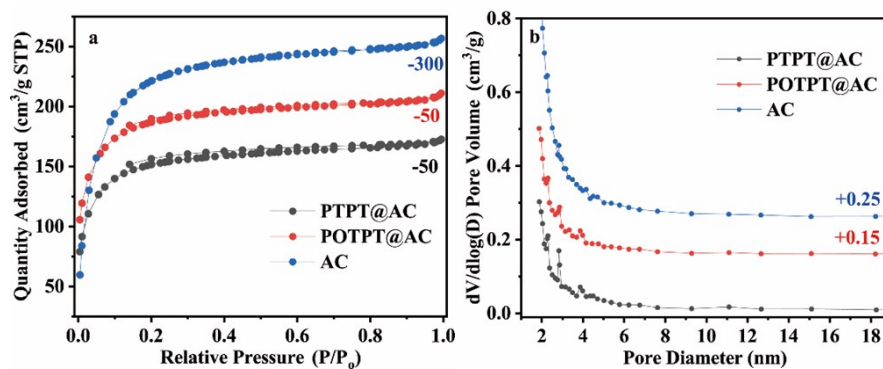 a
250
200
150
100
50
-300
-50
-50
PTPT@AC
POTPT@AC
AC
0.0 0.2 0.4 0.6 0.8 1.0
Relative Pressure (P/Po)
Quantity Adsorbed (cm³/g STP)
b
0.8
0.6
0.4
0.2
0.0
PTPT@AC
POTPT@AC
AC
+0.25
+0.15
2 4 6 8 10 12 14 16 18
Pore Diameter (nm)
dV/dlog(D) Pore Volume (cm³/g)